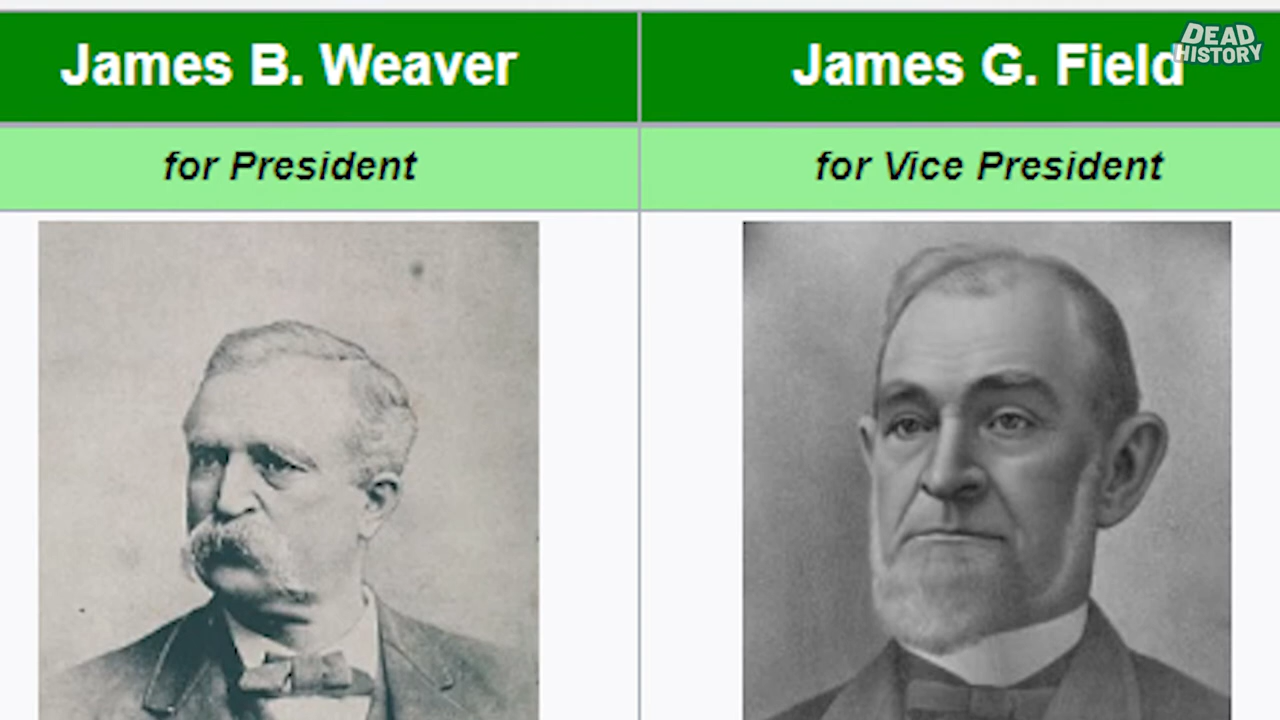 James B. Weaver
James G. Field
DEAD
HISTORY
for President
for Vice President